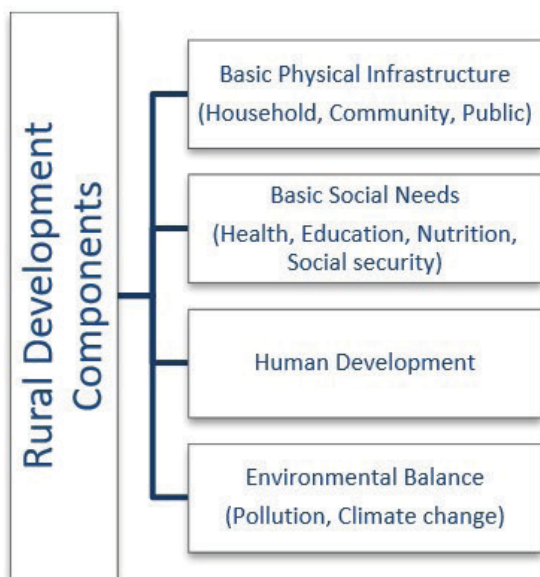 Rural Development
Components
Basic Physical Infrastructure
(Household, Community, Public)
Basic Social Needs
(Health, Education, Nutrition,
Social security)
Human Development
Environmental Balance
(Pollution, Climate change)